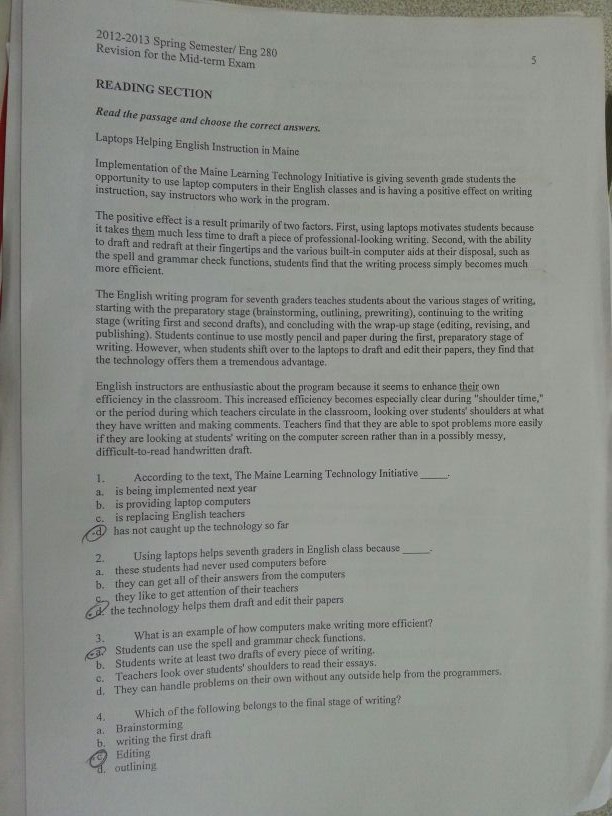 2012-2013 Spring Semester/ Eng 280
Revision for the Mid-term Exam
5
READING SECTION
Read the passage and choose the correct answers.
Laptops Helping English Instruction in Maine
Implementation of the Maine Learning Technology Initiative is giving seventh grade students the
opportunity to use laptop computers in their English classes and is having a positive effect on writing
instruction, say instructors who work in the program.
The positive effect is a result primarily of two factors. First, using laptops motivates students because
it takes them much less time to draft a piece of professional-looking writing. Second, with the ability
to draft and redraft at their fingertips and the various built-in computer aids at their disposal, such as
the spell and grammar check functions, students find that the writing process simply becomes much
more efficient.
The English writing program for seventh graders teaches students about the various stages of writing,
starting with the preparatory stage (brainstorming, outlining, prewriting), continuing to the writing
stage (writing first and second drafts), and concluding with the wrap-up stage (editing, revising, and
publishing). Students continue to use mostly pencil and paper during the first, preparatory stage of
writing. However, when students shift over to the laptops to draft and edit their papers, they find that
the technology offers them a tremendous advantage.
English instructors are enthusiastic about the program because it seems to enhance their own
efficiency in the classroom. This increased efficiency becomes especially clear during "shoulder time,"
or the period during which teachers circulate in the classroom, looking over students' shoulders at what
they have written and making comments. Teachers find that they are able to spot problems more easily
if they are looking at students' writing on the computer screen rather than in a possibly messy,
difficult-to-read handwritten draft.
1. According to the text, The Maine Learning Technology Initiative _____.
a. is being implemented next year
b. is providing laptop computers
c. is replacing English teachers
d. has not caught up the technology so far
2. Using laptops helps seventh graders in English class because _____.
a. these students had never used computers before
b. they can get all of their answers from the computers
c. they like to get attention of their teachers
d. the technology helps them draft and edit their papers
3. What is an example of how computers make writing more efficient?
a. Students can use the spell and grammar check functions.
b. Students write at least two drafts of every piece of writing.
c. Teachers look over students' shoulders to read their essays.
d. They can handle problems on their own without any outside help from the programmers.
4. Which of the following belongs to the final stage of writing?
a. Brainstorming
b. writing the first draft
c. Editing
d. outlining